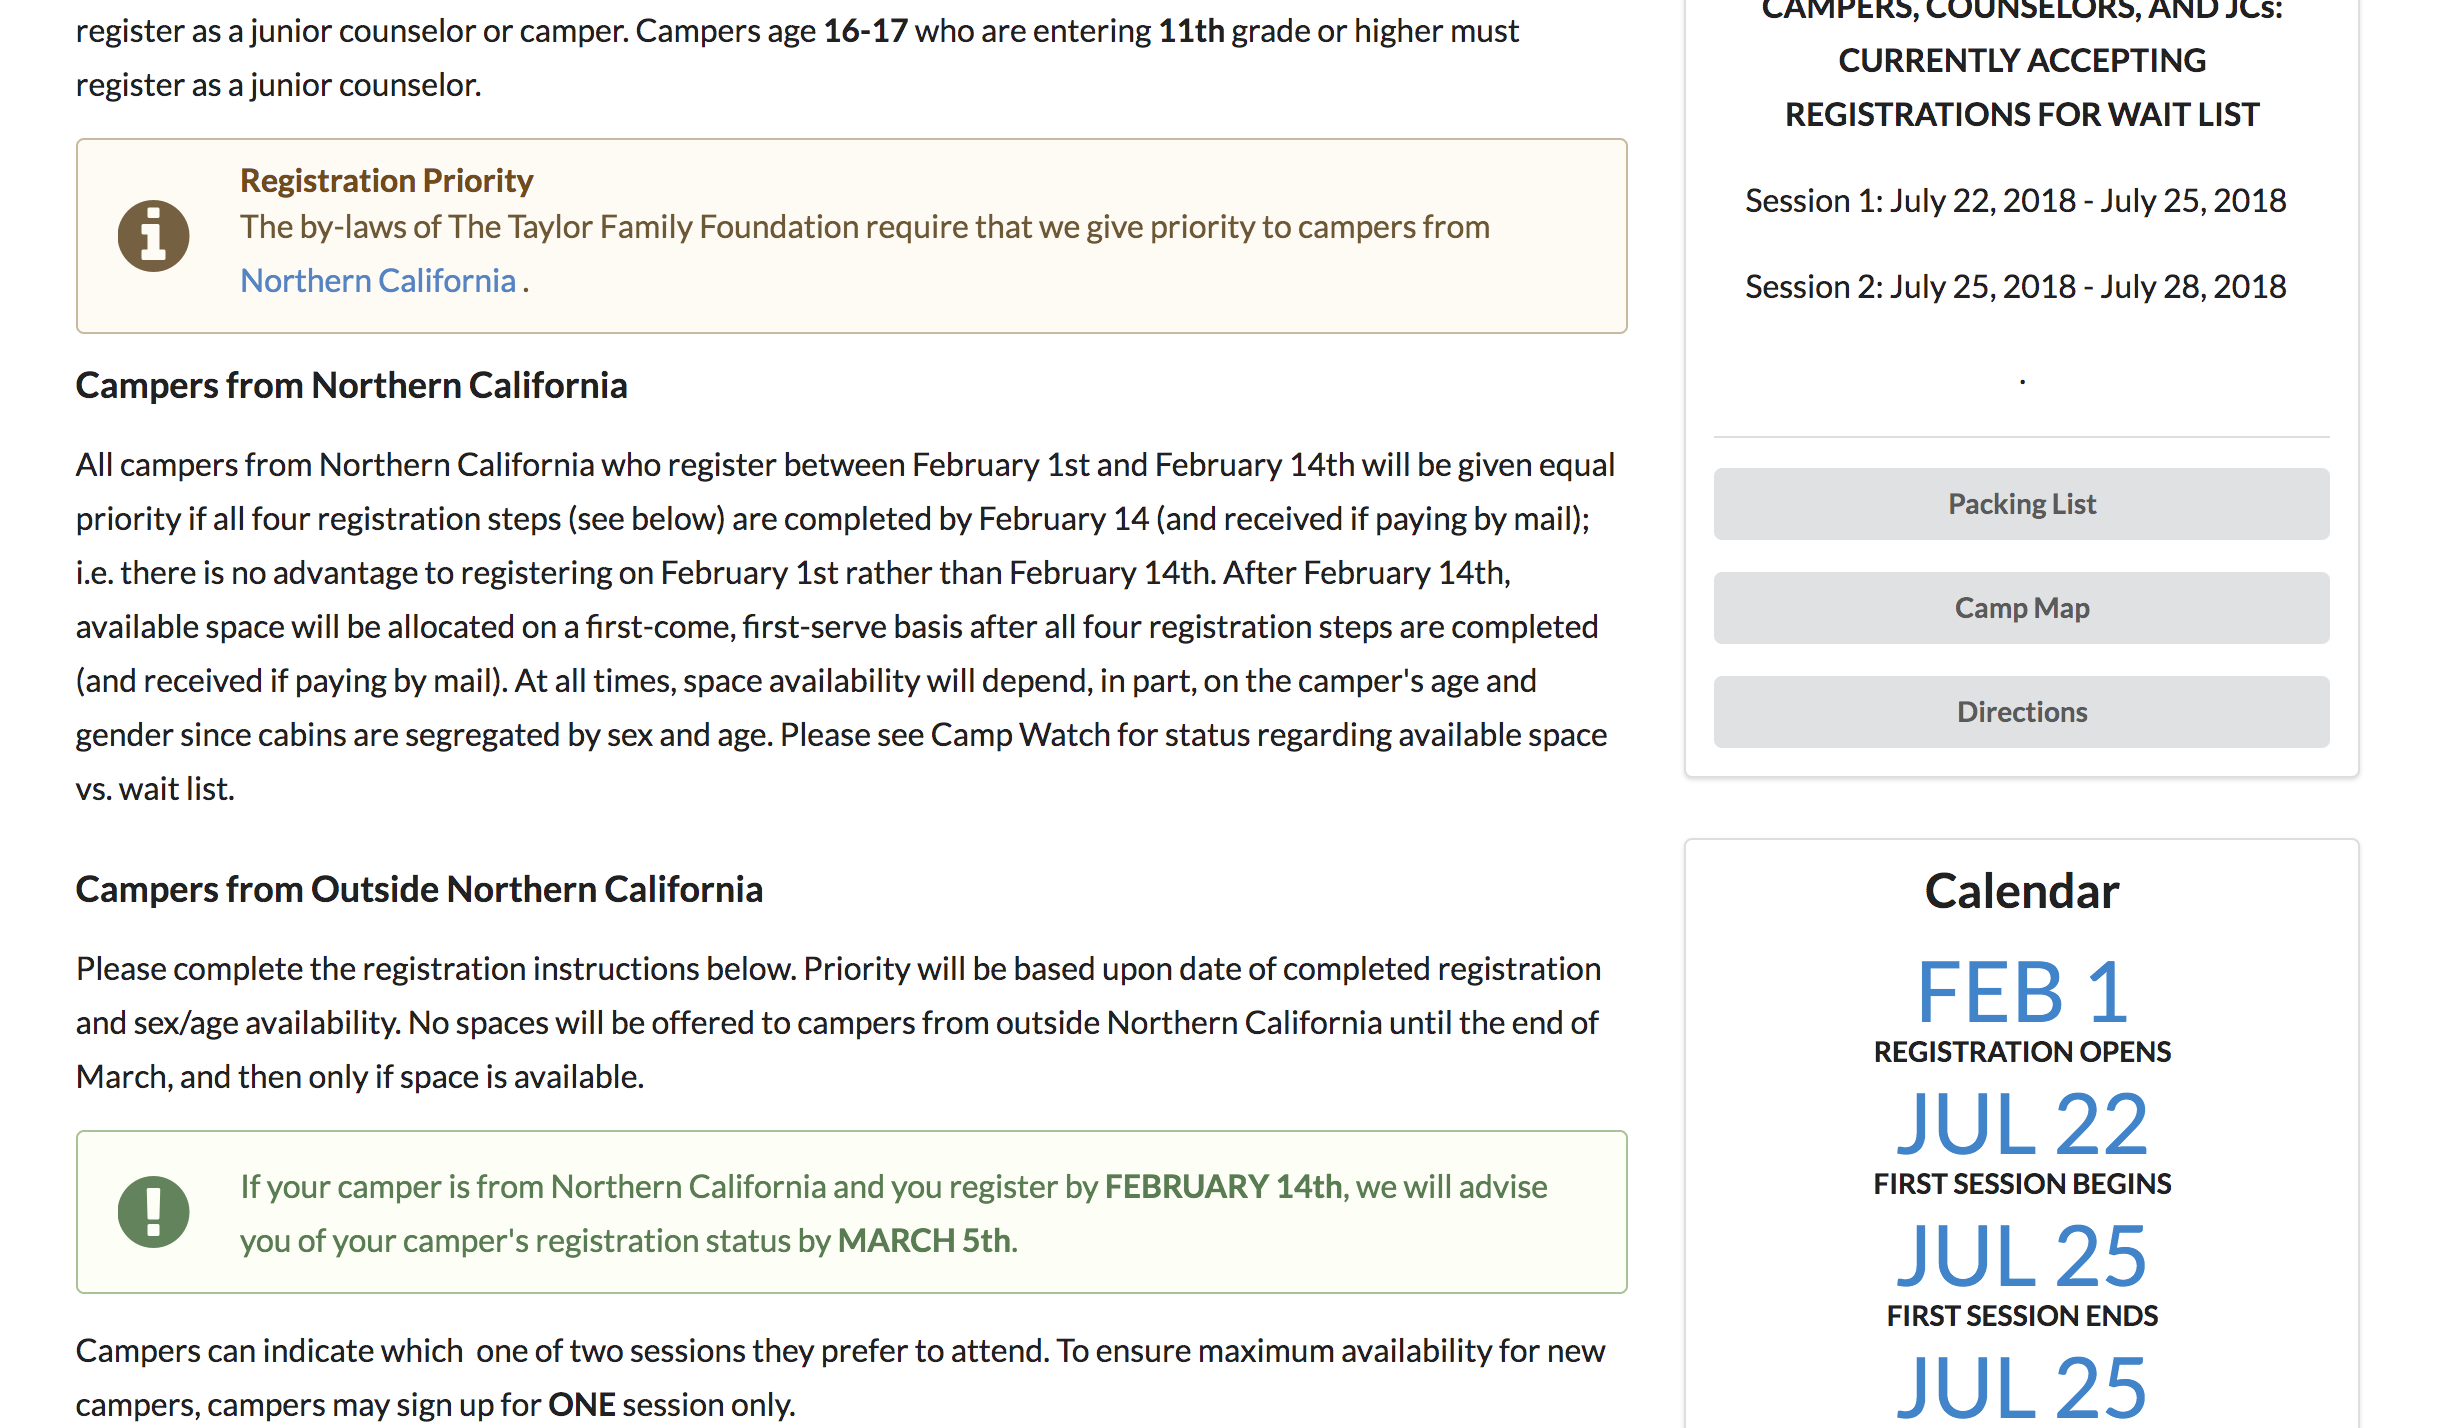 register as a junior counselor or camper. Campers age 16-17 who are entering 11th grade or higher must
register as a junior counselor.
Registration Priority
The by-laws of The Taylor Family Foundation require that we give priority to campers from
Northern California .
Campers from Northern California
All campers from Northern California who register between February 1st and February 14th will be given equal
priority if all four registration steps (see below) are completed by February 14 (and received if paying by mail);
i.e. there is no advantage to registering on February 1st rather than February 14th. After February 14th,
available space will be allocated on a first-come, first-serve basis after all four registration steps are completed
(and received if paying by mail). At all times, space availability will depend, in part, on the camper's age and
gender since cabins are segregated by sex and age. Please see Camp Watch for status regarding available space
vs. wait list.
Campers from Outside Northern California
Please complete the registration instructions below. Priority will be based upon date of completed registration
and sex/age availability. No spaces will be offered to campers from outside Northern California until the end of
March, and then only if space is available.
If your camper is from Northern California and you register by FEBRUARY 14th, we will advise
you of your camper's registration status by MARCH 5th.
Campers can indicate which one of two sessions they prefer to attend. To ensure maximum availability for new
campers, campers may sign up for ONE session only.
CAMPERS, COUNSELORS, AND JCs:
CURRENTLY ACCEPTING
REGISTRATIONS FOR WAIT LIST
Session 1: July 22, 2018 - July 25, 2018
Session 2: July 25, 2018 - July 28, 2018
.
Packing List
Camp Map
Directions
Calendar
FEB 1
REGISTRATION OPENS
JUL 22
FIRST SESSION BEGINS
JUL 25
FIRST SESSION ENDS
JUL 25